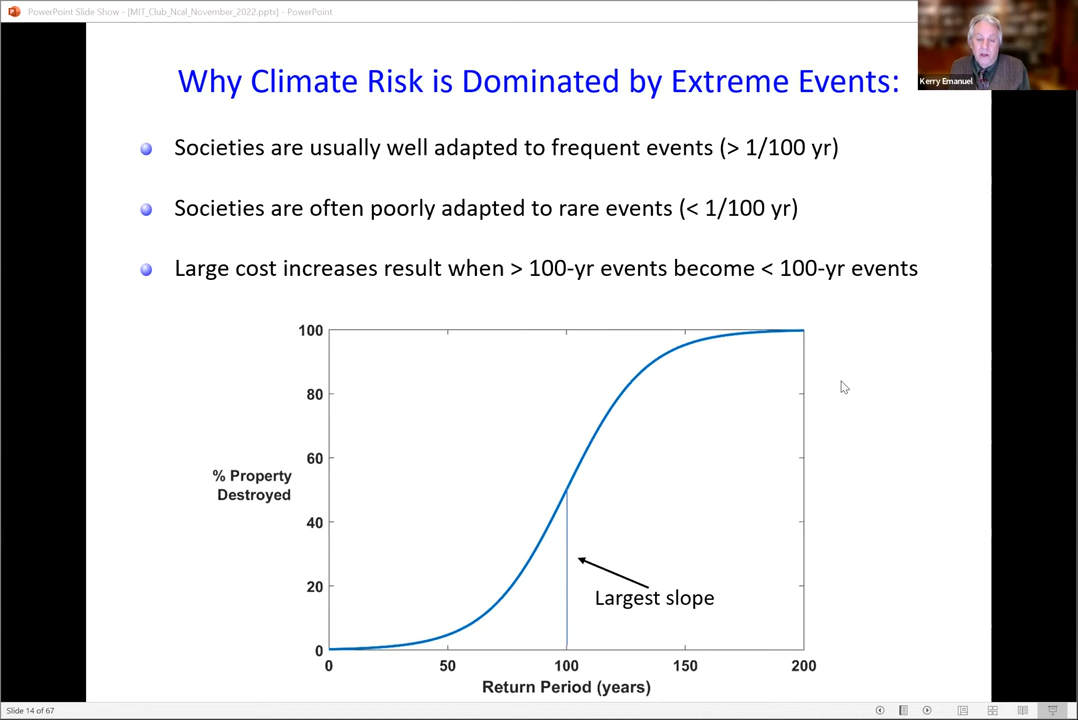 PowerPoint Slide Show - [MIT_Club_Ncal_November_2022.pptx] - PowerPoint
Kerry Emanuel
Why Climate Risk is Dominated by Extreme Events:
Societies are usually well adapted to frequent events (> 1/100 yr)
Societies are often poorly adapted to rare events (< 1/100 yr)
Large cost increases result when > 100-yr events become < 100-yr events
100
80
60
40
20
0
% Property
Destroyed
Largest slope
0 50 100 150 200
Return Period (years)
Slide 14 of 67